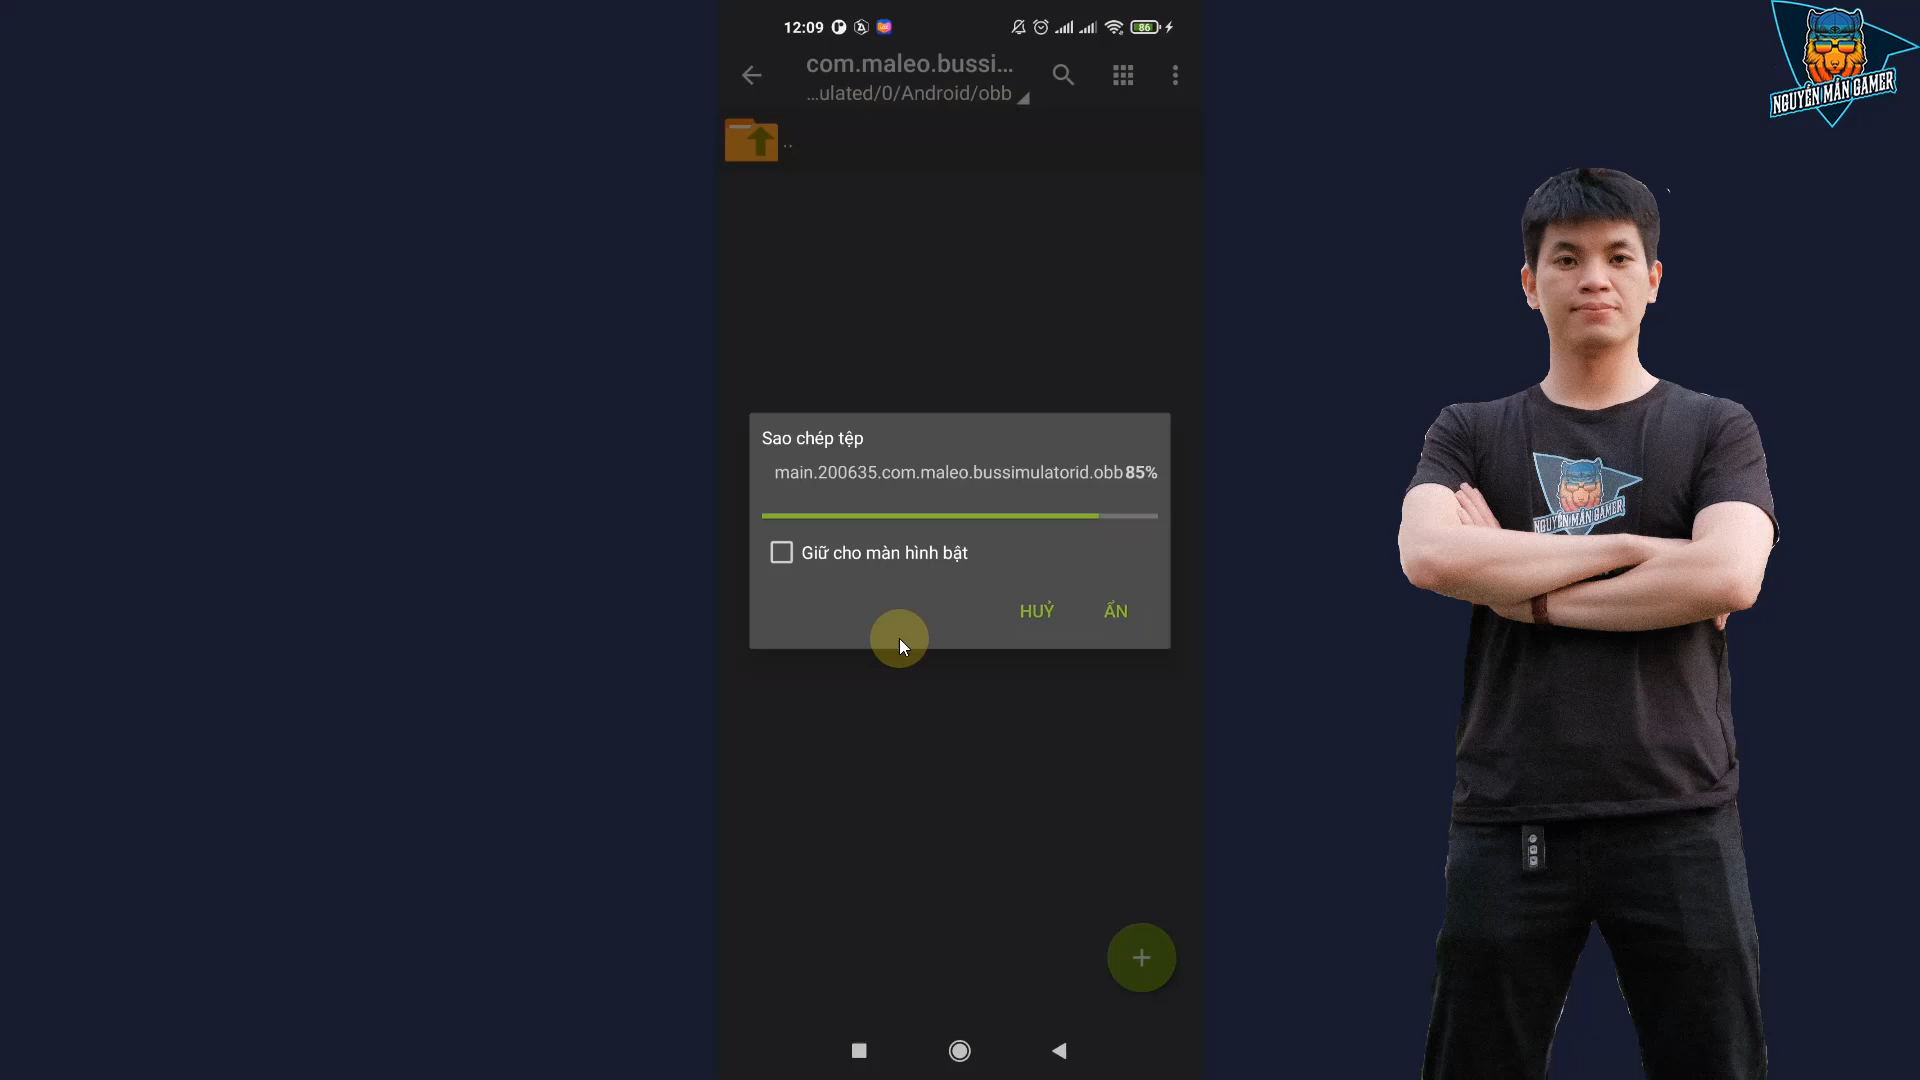 12:09
86
com.maleo.bussi...
...ulated/0/Android/obb
..
Sao chép tệp
main.200635.com.maleo.bussimulatorid.obb 85%
Giữ cho màn hình bật
HUỶ ẨN
NGUYỄN MẪN GAMER
NGUYỄN MẪN GAMER